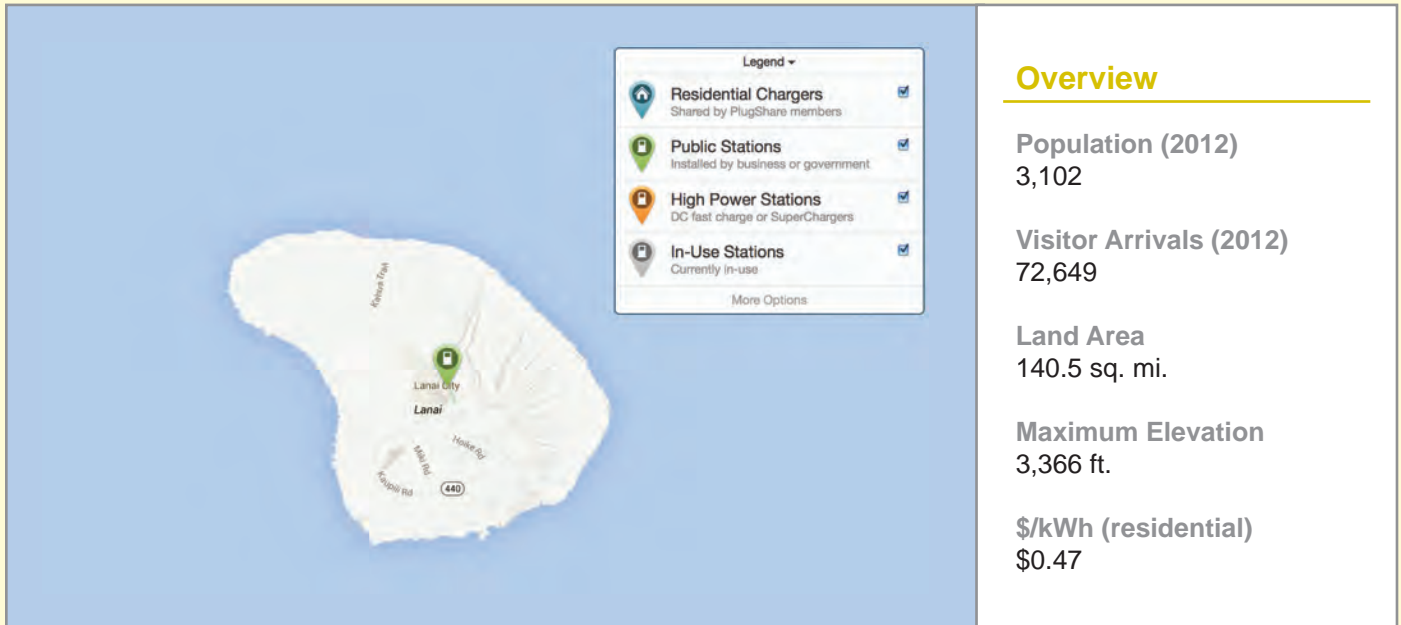 Legend
Residential Chargers
Shared by PlugShare members
Public Stations
Installed by business or government
High Power Stations
DC fast charge or SuperChargers
In-Use Stations
Currently in-use
More Options
Lanai City
Lanai
Hoike Rd
Miki Rd
Kaupili Rd
440
Overview
Population (2012)
3,102
Visitor Arrivals (2012)
72,649
Land Area
140.5 sq. mi.
Maximum Elevation
3,366 ft.
$/kWh (residential)
$0.47